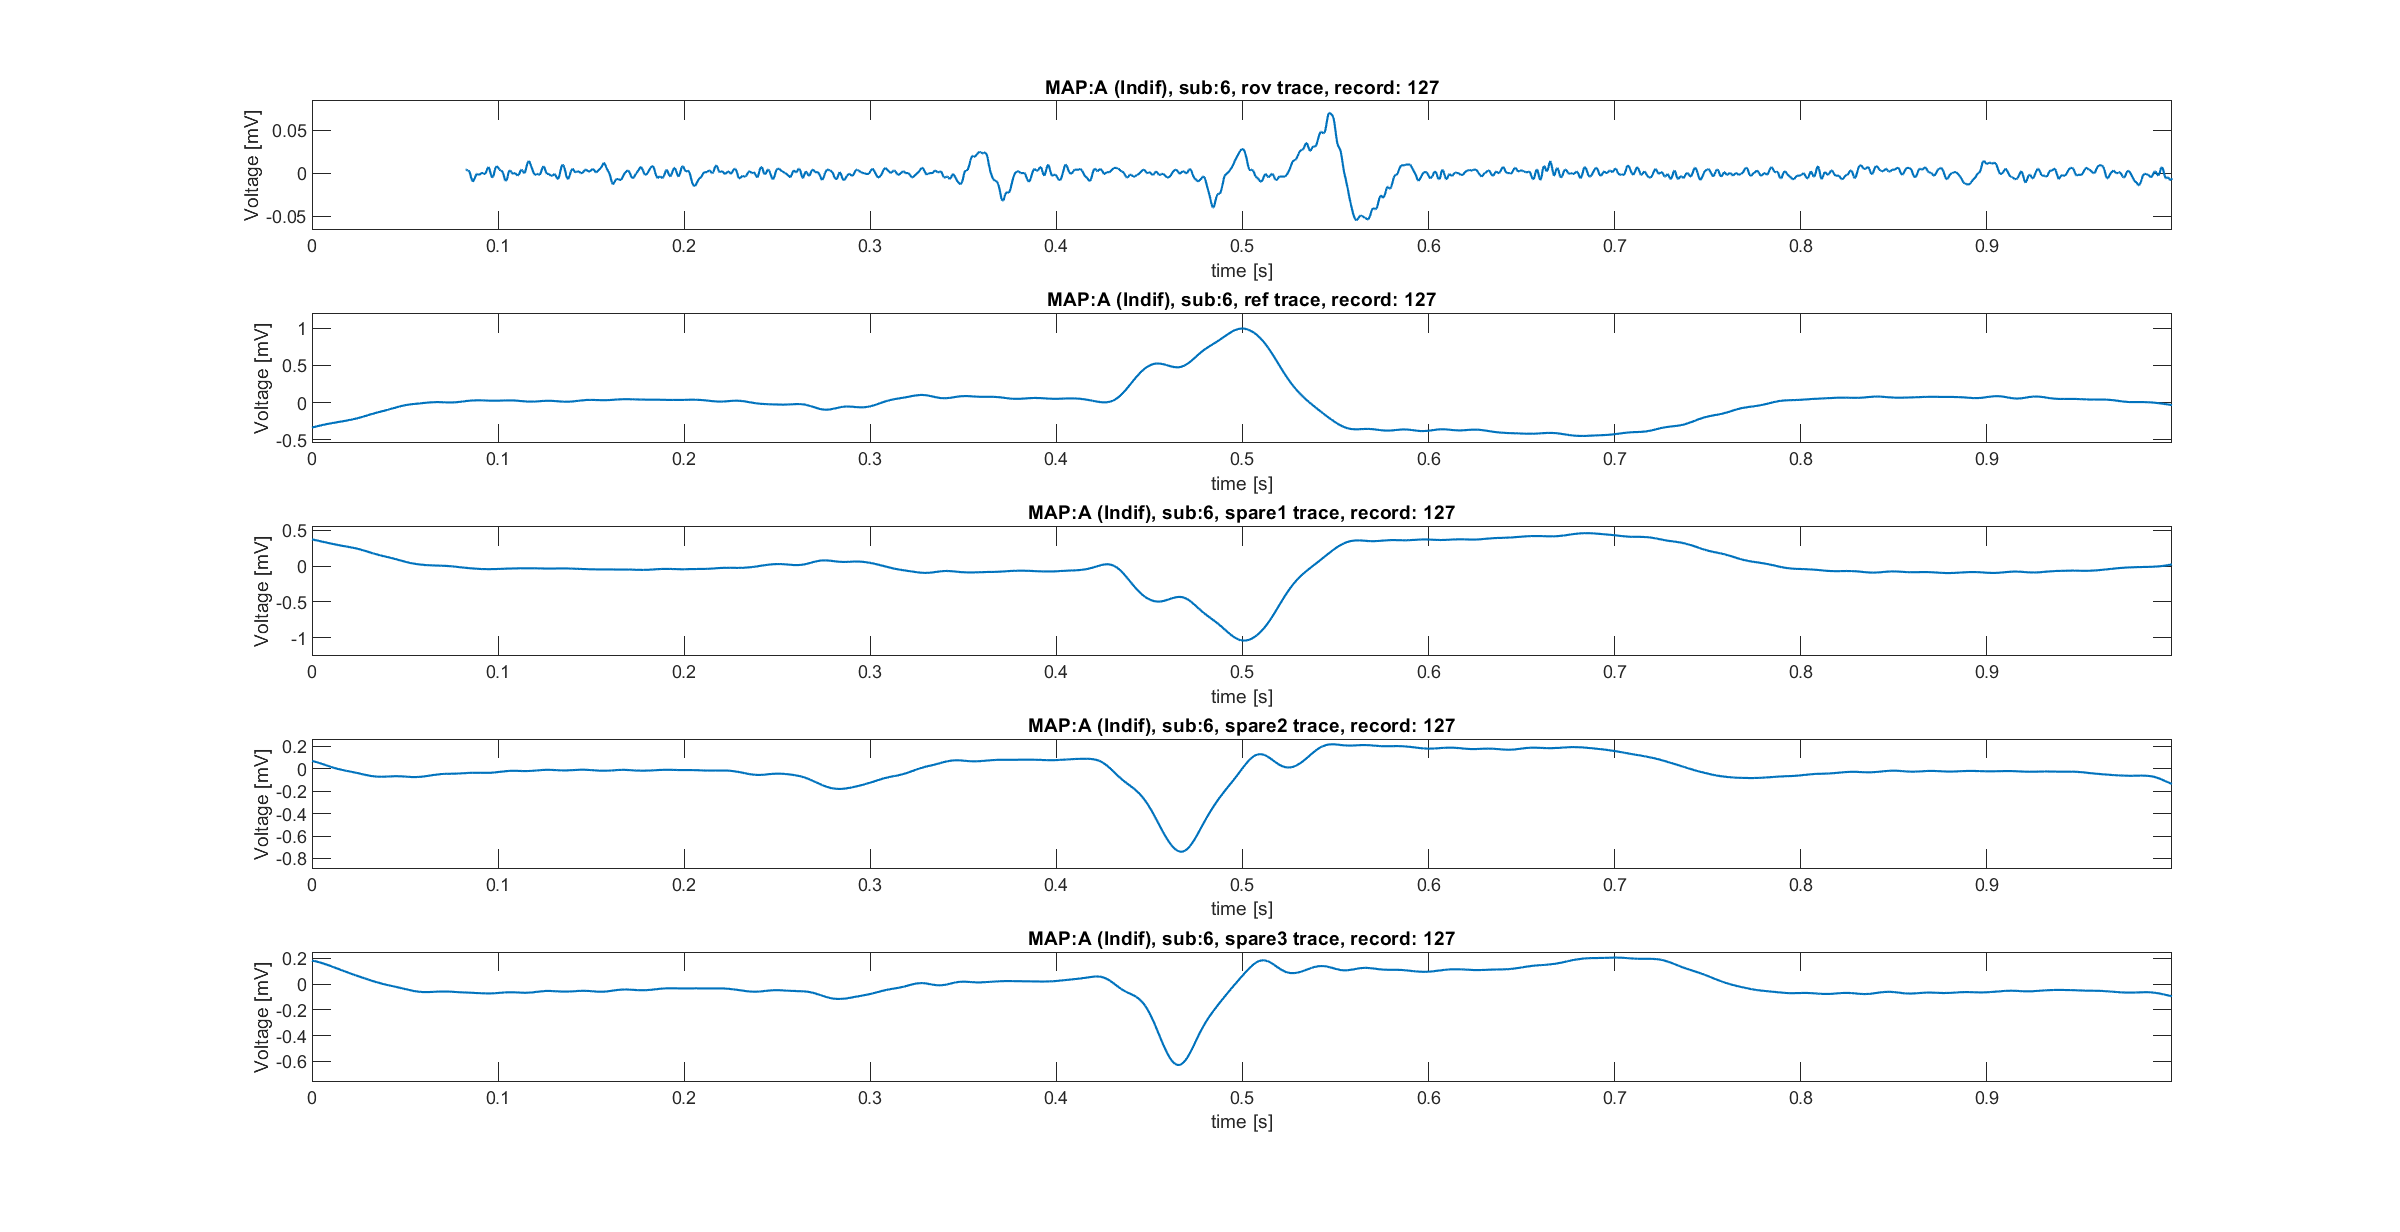 MAP:A (Indif), sub:6, rov trace, record: 127
Voltage [mV]
0.05
0
-0.05
0 0.1 0.2 0.3 0.4 0.5 0.6 0.7 0.8 0.9
time [s]
MAP:A (Indif), sub:6, ref trace, record: 127
Voltage [mV]
1
0.5
0
-0.5
0 0.1 0.2 0.3 0.4 0.5 0.6 0.7 0.8 0.9
time [s]
MAP:A (Indif), sub:6, spare1 trace, record: 127
Voltage [mV]
0.5
0
-0.5
-1
0 0.1 0.2 0.3 0.4 0.5 0.6 0.7 0.8 0.9
time [s]
MAP:A (Indif), sub:6, spare2 trace, record: 127
Voltage [mV]
0.2
0
-0.2
-0.4
-0.6
-0.8
0 0.1 0.2 0.3 0.4 0.5 0.6 0.7 0.8 0.9
time [s]
MAP:A (Indif), sub:6, spare3 trace, record: 127
Voltage [mV]
0.2
0
-0.2
-0.4
-0.6
0 0.1 0.2 0.3 0.4 0.5 0.6 0.7 0.8 0.9
time [s]